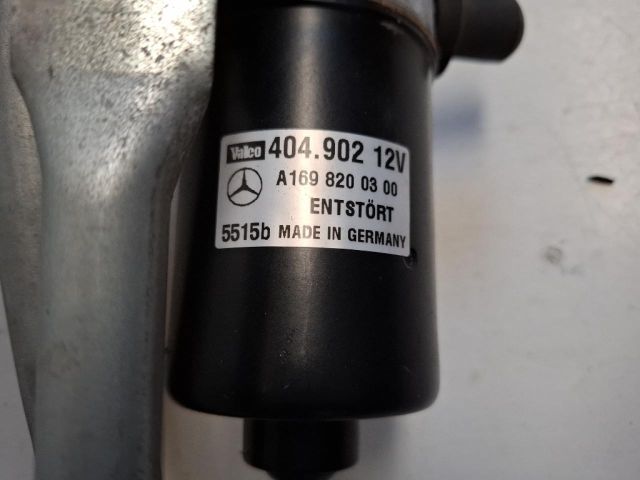 Valeo 404.902 12V
A169 820 03 00
ENTSTÖRT
5515b MADE IN GERMANY